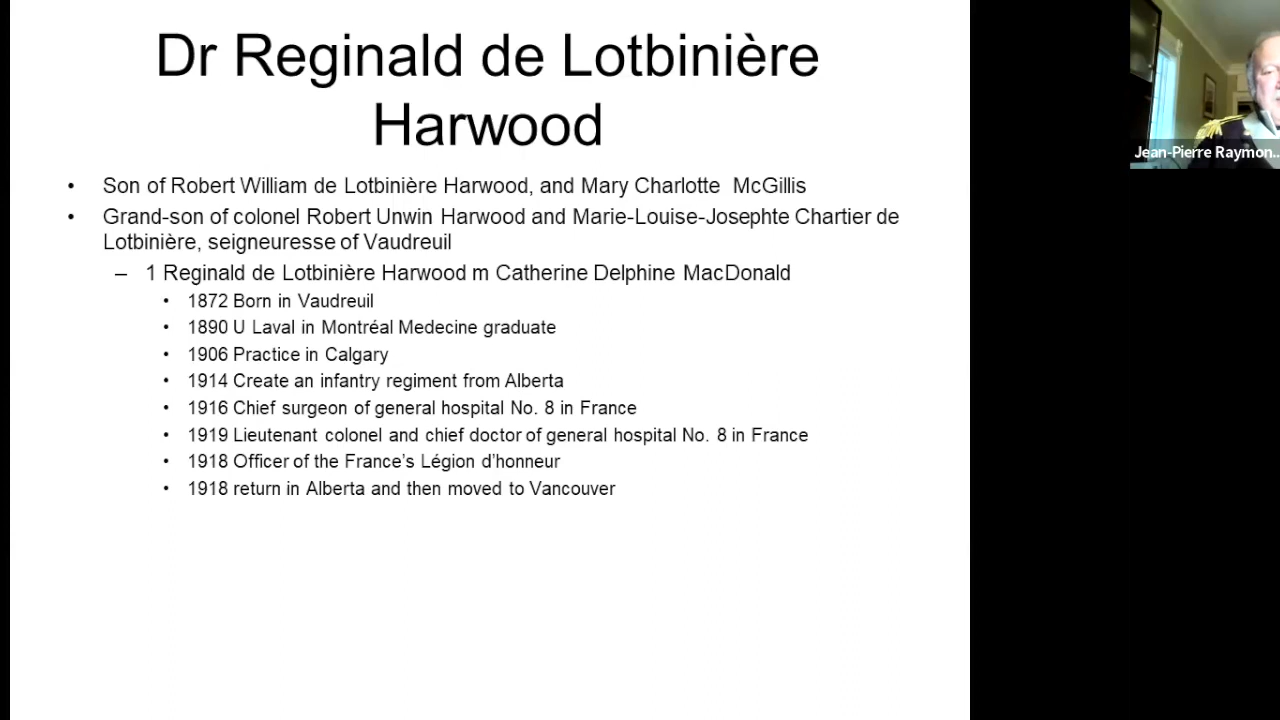 Dr Reginald de Lotbinière
Harwood
• Son of Robert William de Lotbinière Harwood, and Mary Charlotte McGillis
• Grand-son of colonel Robert Unwin Harwood and Marie-Louise-Josephte Chartier de
Lotbinière, seigneuresse of Vaudreuil
– 1 Reginald de Lotbinière Harwood m Catherine Delphine MacDonald
• 1872 Born in Vaudreuil
• 1890 U Laval in Montréal Medecine graduate
• 1906 Practice in Calgary
• 1914 Create an infantry regiment from Alberta
• 1916 Chief surgeon of general hospital No. 8 in France
• 1919 Lieutenant colonel and chief doctor of general hospital No. 8 in France
• 1918 Officer of the France's Légion d'honneur
• 1918 return in Alberta and then moved to Vancouver
Jean-Pierre Raymon...